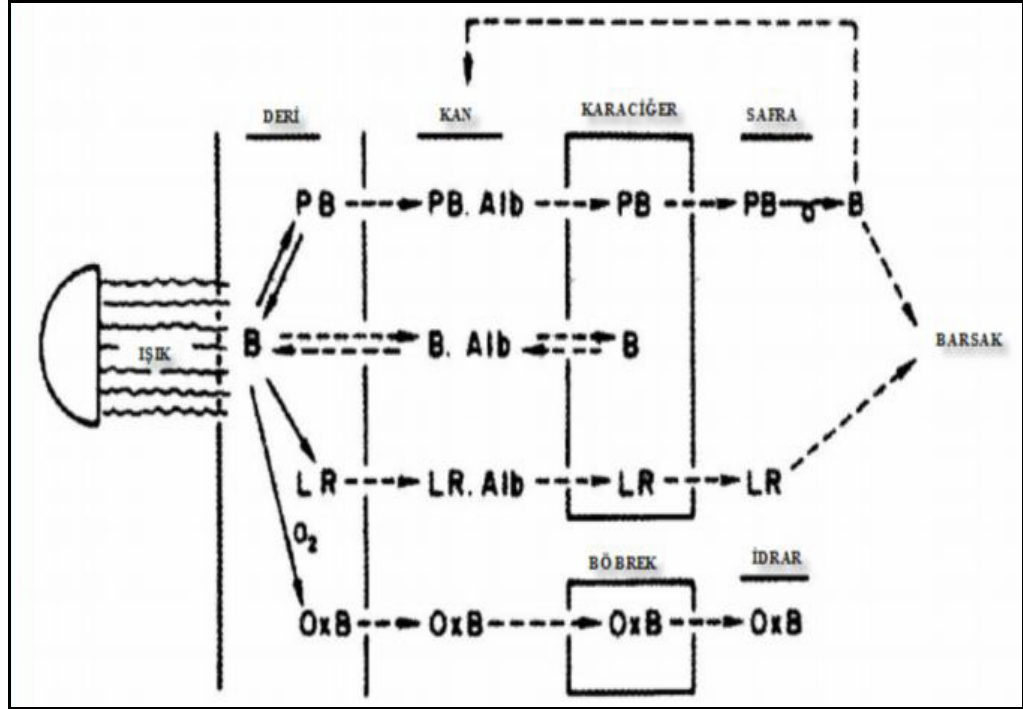 DERİ KAN KARACİĞER SAFRA
PB PB. Alb PB PB B
IŞIK B B. Alb B BARSAK
LR LR. Alb LR LR
O₂
BÖBREK İDRAR
OxB OxB OxB OxB